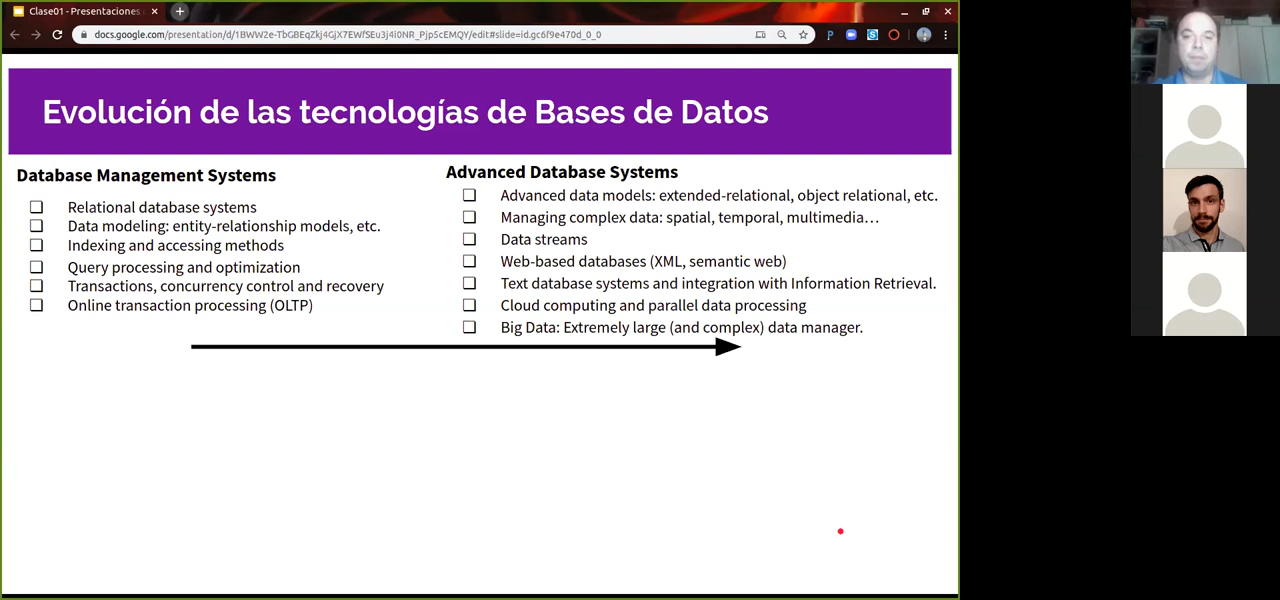 Clase01 - Presentaciones
docs.google.com/presentation/d/1BWW2e-TbGBEqZkj4GjX7EWfSEu3j4i0NR_PjpScEMQY/edit#slide=id.gc6f9e470d_0_0
Evolución de las tecnologías de Bases de Datos
Database Management Systems
Relational database systems
Data modeling: entity-relationship models, etc.
Indexing and accessing methods
Query processing and optimization
Transactions, concurrency control and recovery
Online transaction processing (OLTP)
Advanced Database Systems
Advanced data models: extended-relational, object relational, etc.
Managing complex data: spatial, temporal, multimedia…
Data streams
Web-based databases (XML, semantic web)
Text database systems and integration with Information Retrieval.
Cloud computing and parallel data processing
Big Data: Extremely large (and complex) data manager.